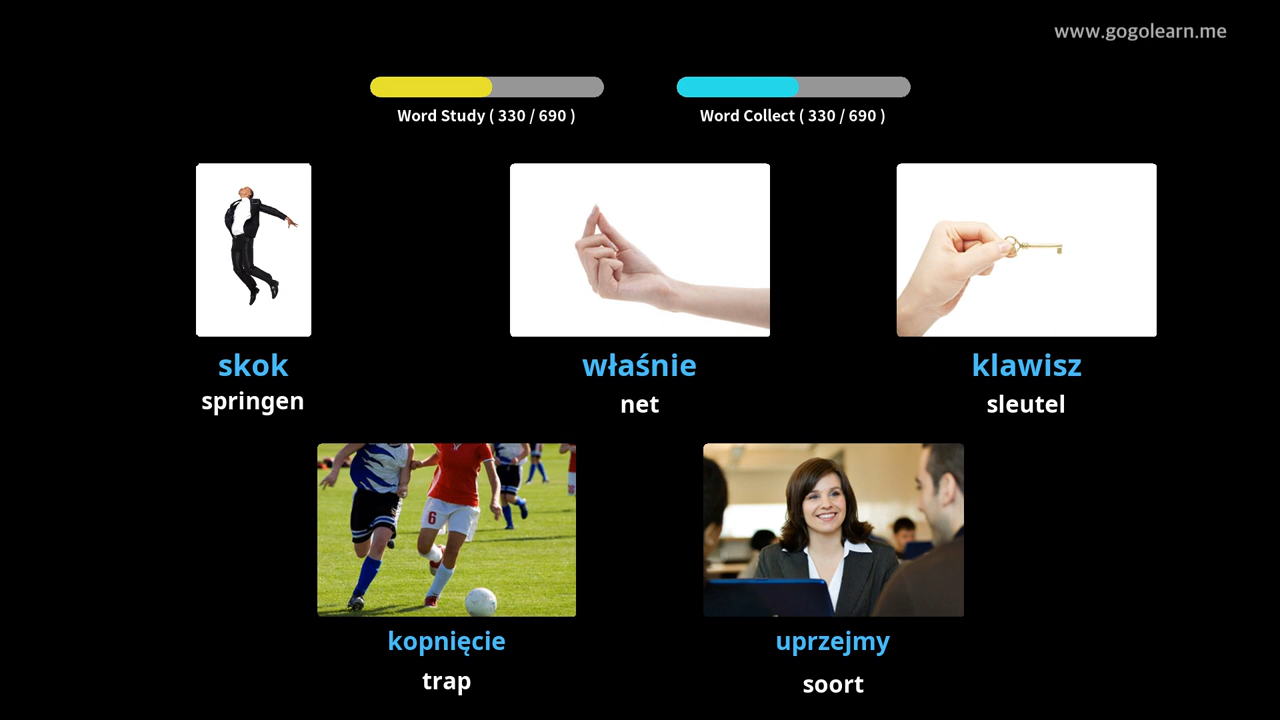 www.gogolearn.me
Word Study ( 330 / 690 )
Word Collect ( 330 / 690 )
skok
springen
właśnie
net
klawisz
sleutel
6
kopnięcie
trap
uprzejmy
soort